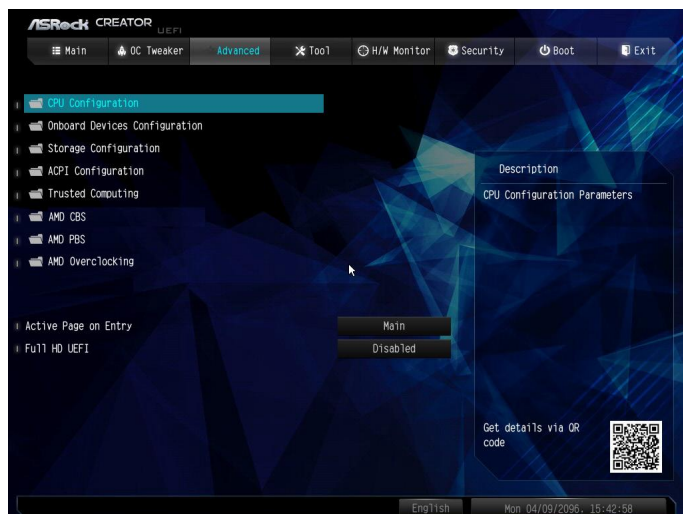 ASRock CREATOR UEFI
Main OC Tweaker Advanced Tool H/W Monitor Security Boot Exit
CPU Configuration
Onboard Devices Configuration
Storage Configuration
ACPI Configuration
Trusted Computing
AMD CBS
AMD PBS
AMD Overclocking
Active Page on Entry Main
Full HD UEFI Disabled
Description
CPU Configuration Parameters
Get details via QR
code
English Mon 04/09/2096. 15:42:58